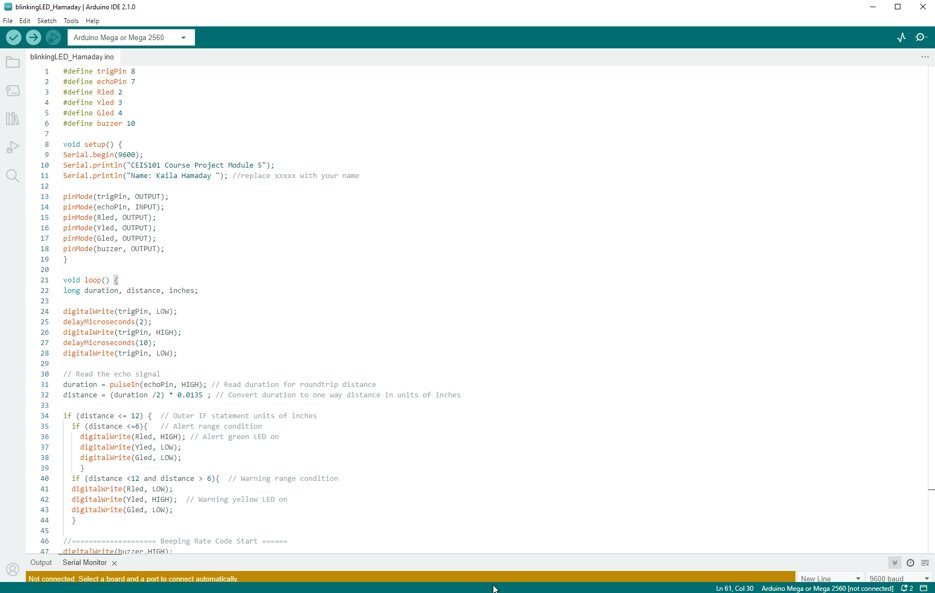 blinkingLED_Hamaday | Arduino IDE 2.1.0
File Edit Sketch Tools Help
Arduino Mega or Mega 2560
blinkingLED_Hamaday.ino
1 #define trigPin 8
2 #define echoPin 7
3 #define Rled 2
4 #define Yled 3
5 #define Gled 4
6 #define buzzer 10
7
8 void setup() {
9 Serial.begin(9600);
10 Serial.println("CEIS101 Course Project Module 5");
11 Serial.println("Name: Kaila Hamaday "); //replace xxxxx with your name
12
13 pinMode(trigPin, OUTPUT);
14 pinMode(echoPin, INPUT);
15 pinMode(Rled, OUTPUT);
16 pinMode(Yled, OUTPUT);
17 pinMode(Gled, OUTPUT);
18 pinMode(buzzer, OUTPUT);
19 }
20
21 void loop() {
22 long duration, distance, inches;
23
24 digitalWrite(trigPin, LOW);
25 delayMicroseconds(2);
26 digitalWrite(trigPin, HIGH);
27 delayMicroseconds(10);
28 digitalWrite(trigPin, LOW);
29
30 // Read the echo signal
31 duration = pulseIn(echoPin, HIGH); // Read duration for roundtrip distance
32 distance = (duration /2) * 0.0135 ; // Convert duration to one way distance in units of inches
33
34 if (distance <= 12) { // Outer IF statement units of inches
35 if (distance <=6){ // Alert range condition
36 digitalWrite(Rled, HIGH); // Alert green LED on
37 digitalWrite(Yled, LOW);
38 digitalWrite(Gled, LOW);
39 }
40 if (distance <12 and distance > 6){ // Warning range condition
41 digitalWrite(Rled, LOW);
42 digitalWrite(Yled, HIGH); // Warning yellow LED on
43 digitalWrite(Gled, LOW);
44 }
45
46 //==================== Beeping Rate Code Start ======
47 digitalWrite(buzzer,HIGH);
Output Serial Monitor
Not connected. Select a board and a port to connect automatically.
New Line 9600 baud
Ln 61, Col 30 Arduino Mega or Mega 2560 [not connected] 2